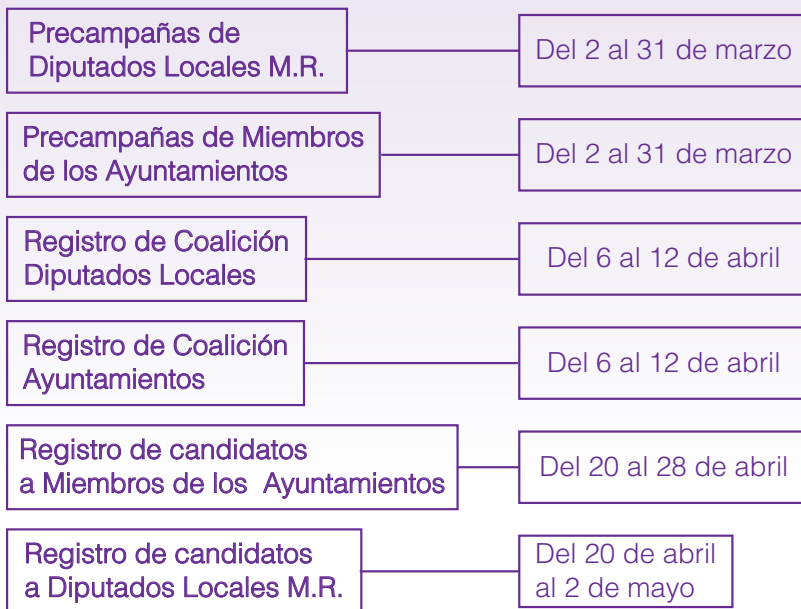 Precampañas de
Diputados Locales M.R.
Del 2 al 31 de marzo
Precampañas de Miembros
de los Ayuntamientos
Del 2 al 31 de marzo
Registro de Coalición
Diputados Locales
Del 6 al 12 de abril
Registro de Coalición
Ayuntamientos
Del 6 al 12 de abril
Registro de candidatos
a Miembros de los Ayuntamientos
Del 20 al 28 de abril
Registro de candidatos
a Diputados Locales M.R.
Del 20 de abril
al 2 de mayo